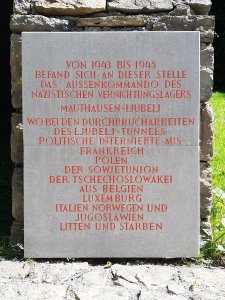 VON 1943 BIS 1945
BEFAND SICH AN DIESER STELLE
DAS AUSSENKOMMANDO DES
NAZISTISCHEN VERNICHTUNGSLAGERS
MAUTHAUSEN-LJUBELJ
WO BEI DEN DURCHBRUCHARBEITEN
DES LJUBELJ-TUNNELS
POLITISCHE INTERNIERTE AUS
FRANKREICH
POLEN
DER SOWJETUNION
DER TSCHECHOSLOWAKEI
AUS BELGIEN
LUXEMBURG
ITALIEN NORWEGEN UND
JUGOSLAWIEN
LITTEN UND STARBEN